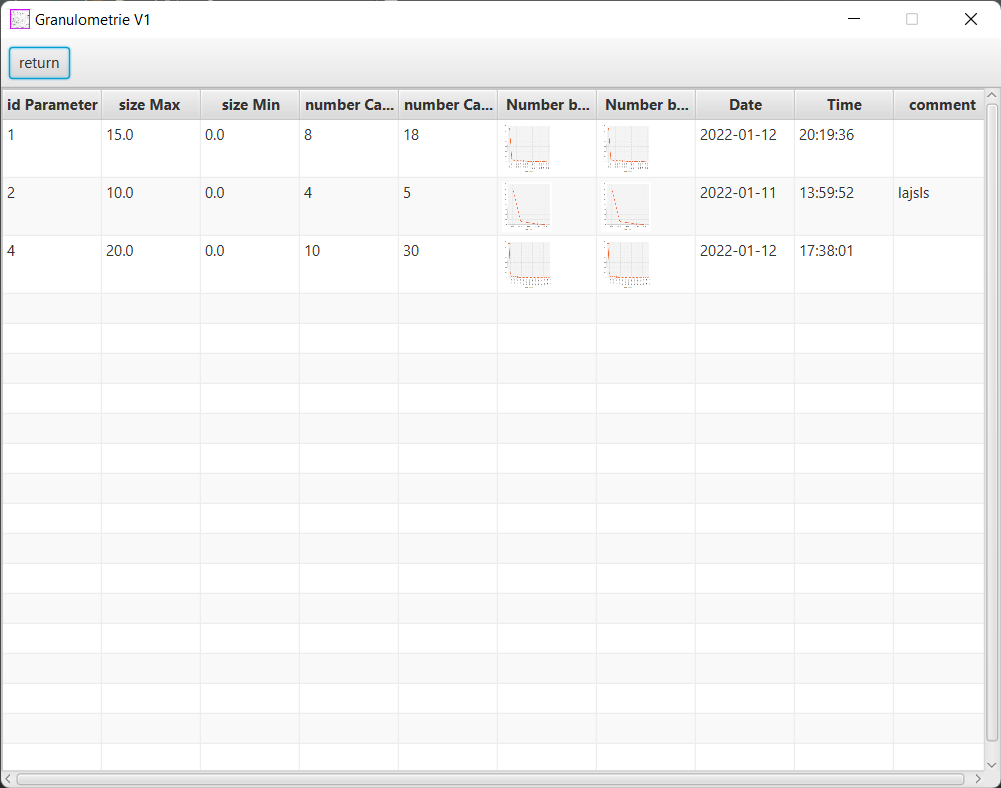 Granulometrie V1
return
id Parameter size Max size Min number Ca... number Ca... Number b... Number b... Date Time comment
1 15.0 0.0 8 18 2022-01-12 20:19:36
2 10.0 0.0 4 5 2022-01-11 13:59:52 lajsls
4 20.0 0.0 10 30 2022-01-12 17:38:01